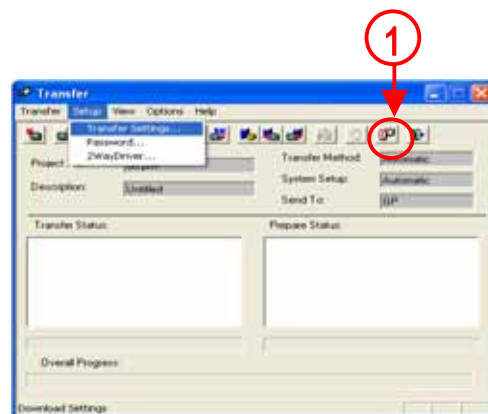 1
Transfer
Transfer Setup View Options Help
Transfer Settings...
Password...
2WayDriver...
Project
Transfer Method: Automatic
Description: Untitled
System Setup: Automatic
Send To: GP
Transfer Status:
Prepare Status:
Overall Progress:
Download Settings